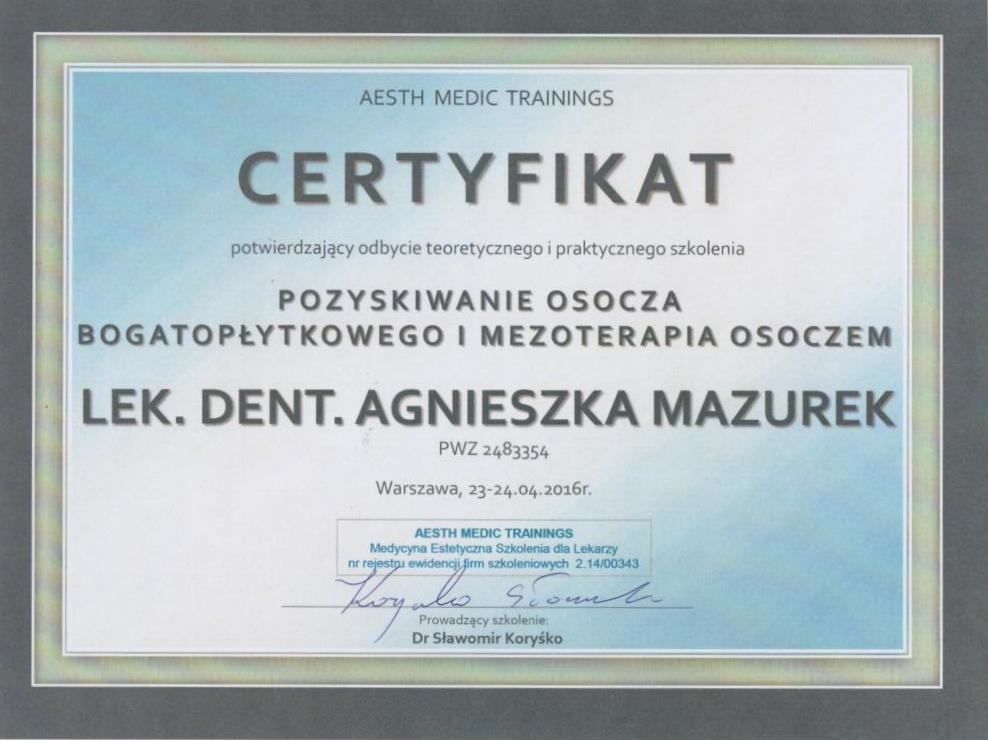 AESTH MEDIC TRAININGS
CERTYFIKAT
potwierdzający odbycie teoretycznego i praktycznego szkolenia
POZYSKIWANIE OSOCZA
BOGATOPŁYTKOWEGO I MEZOTERAPIA OSOCZEM
LEK. DENT. AGNIESZKA MAZUREK
PWZ 2483354
Warszawa, 23-24.04.2016r.
AESTH MEDIC TRAININGS
Medycyna Estetyczna Szkolenia dla Lekarzy
nr rejestru ewidencji firm szkoleniowych 2.14/00343
Prowadzący szkolenie:
Dr Sławomir Koryśko